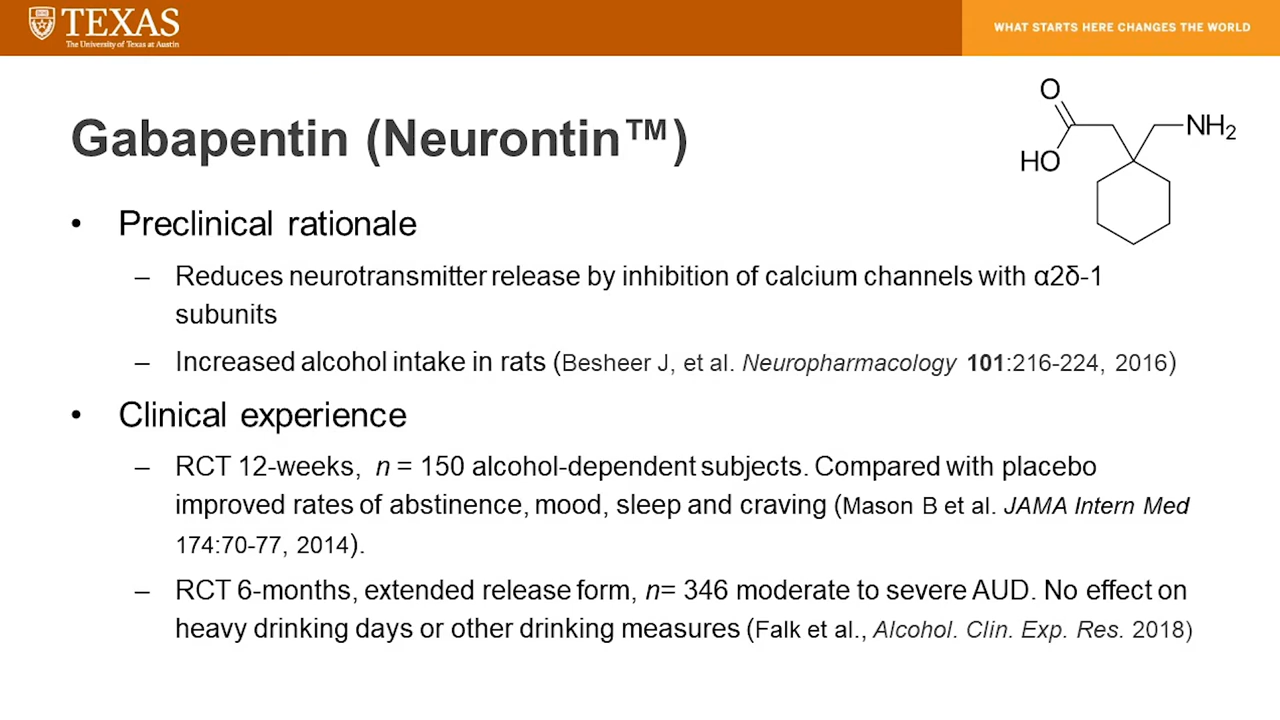 TEXAS
The University of Texas at Austin
WHAT STARTS HERE CHANGES THE WORLD
Gabapentin (Neurontin™)
O
HO
NH2
• Preclinical rationale
– Reduces neurotransmitter release by inhibition of calcium channels with α2δ-1
subunits
– Increased alcohol intake in rats (Besheer J, et al. Neuropharmacology 101:216-224, 2016)
• Clinical experience
– RCT 12-weeks, n = 150 alcohol-dependent subjects. Compared with placebo
improved rates of abstinence, mood, sleep and craving (Mason B et al. JAMA Intern Med
174:70-77, 2014).
– RCT 6-months, extended release form, n= 346 moderate to severe AUD. No effect on
heavy drinking days or other drinking measures (Falk et al., Alcohol. Clin. Exp. Res. 2018)